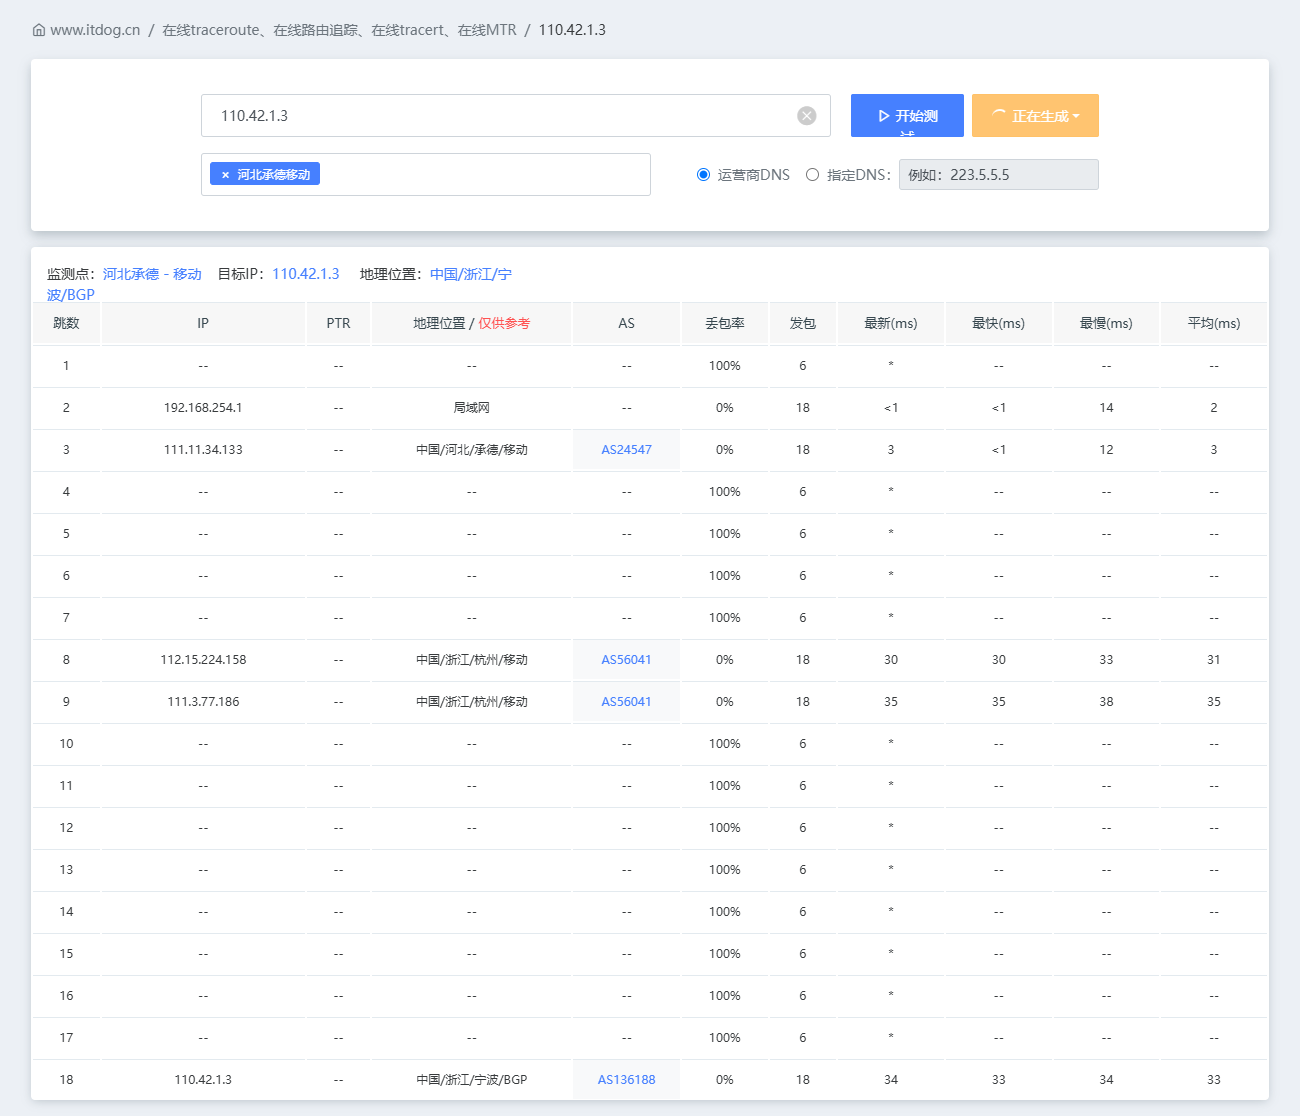 www.itdog.cn / 在线traceroute、在线路由追踪、在线tracert、在线MTR / 110.42.1.3
110.42.1.3 开始测试 正在生成
× 河北承德移动 运营商DNS 指定DNS: 例如：223.5.5.5
监测点：河北承德 - 移动 目标IP：110.42.1.3 地理位置：中国/浙江/宁
波/BGP
跳数 IP PTR 地理位置 / 仅供参考 AS 丢包率 发包 最新(ms) 最快(ms) 最慢(ms) 平均(ms)
1 -- -- -- -- 100% 6 * -- -- --
2 192.168.254.1 -- 局域网 -- 0% 18 <1 <1 14 2
3 111.11.34.133 -- 中国/河北/承德/移动 AS24547 0% 18 3 <1 12 3
4 -- -- -- -- 100% 6 * -- -- --
5 -- -- -- -- 100% 6 * -- -- --
6 -- -- -- -- 100% 6 * -- -- --
7 -- -- -- -- 100% 6 * -- -- --
8 112.15.224.158 -- 中国/浙江/杭州/移动 AS56041 0% 18 30 30 33 31
9 111.3.77.186 -- 中国/浙江/杭州/移动 AS56041 0% 18 35 35 38 35
10 -- -- -- -- 100% 6 * -- -- --
11 -- -- -- -- 100% 6 * -- -- --
12 -- -- -- -- 100% 6 * -- -- --
13 -- -- -- -- 100% 6 * -- -- --
14 -- -- -- -- 100% 6 * -- -- --
15 -- -- -- -- 100% 6 * -- -- --
16 -- -- -- -- 100% 6 * -- -- --
17 -- -- -- -- 100% 6 * -- -- --
18 110.42.1.3 -- 中国/浙江/宁波/BGP AS136188 0% 18 34 33 34 33